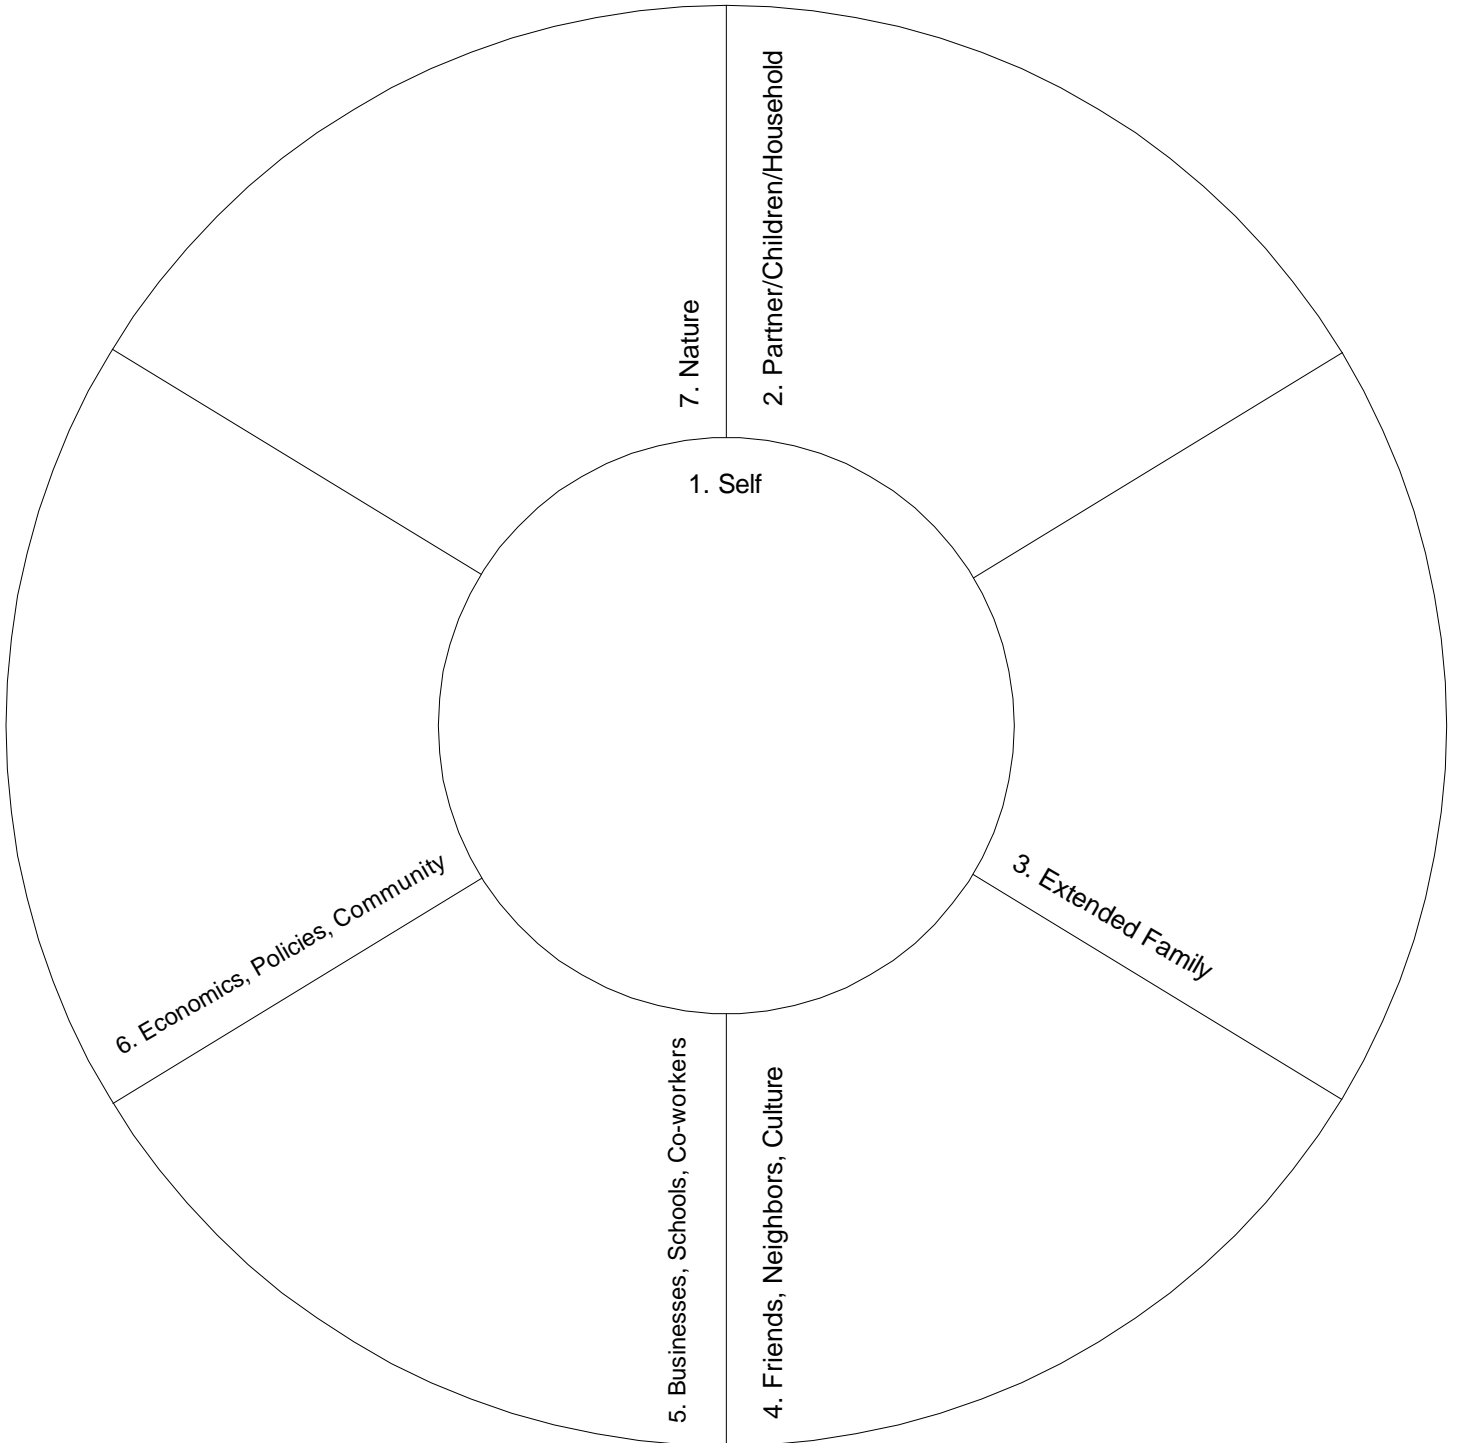 1. Self
2. Partner/Children/Household
3. Extended Family
4. Friends, Neighbors, Culture
5. Businesses, Schools, Co-workers
6. Economics, Policies, Community
7. Nature